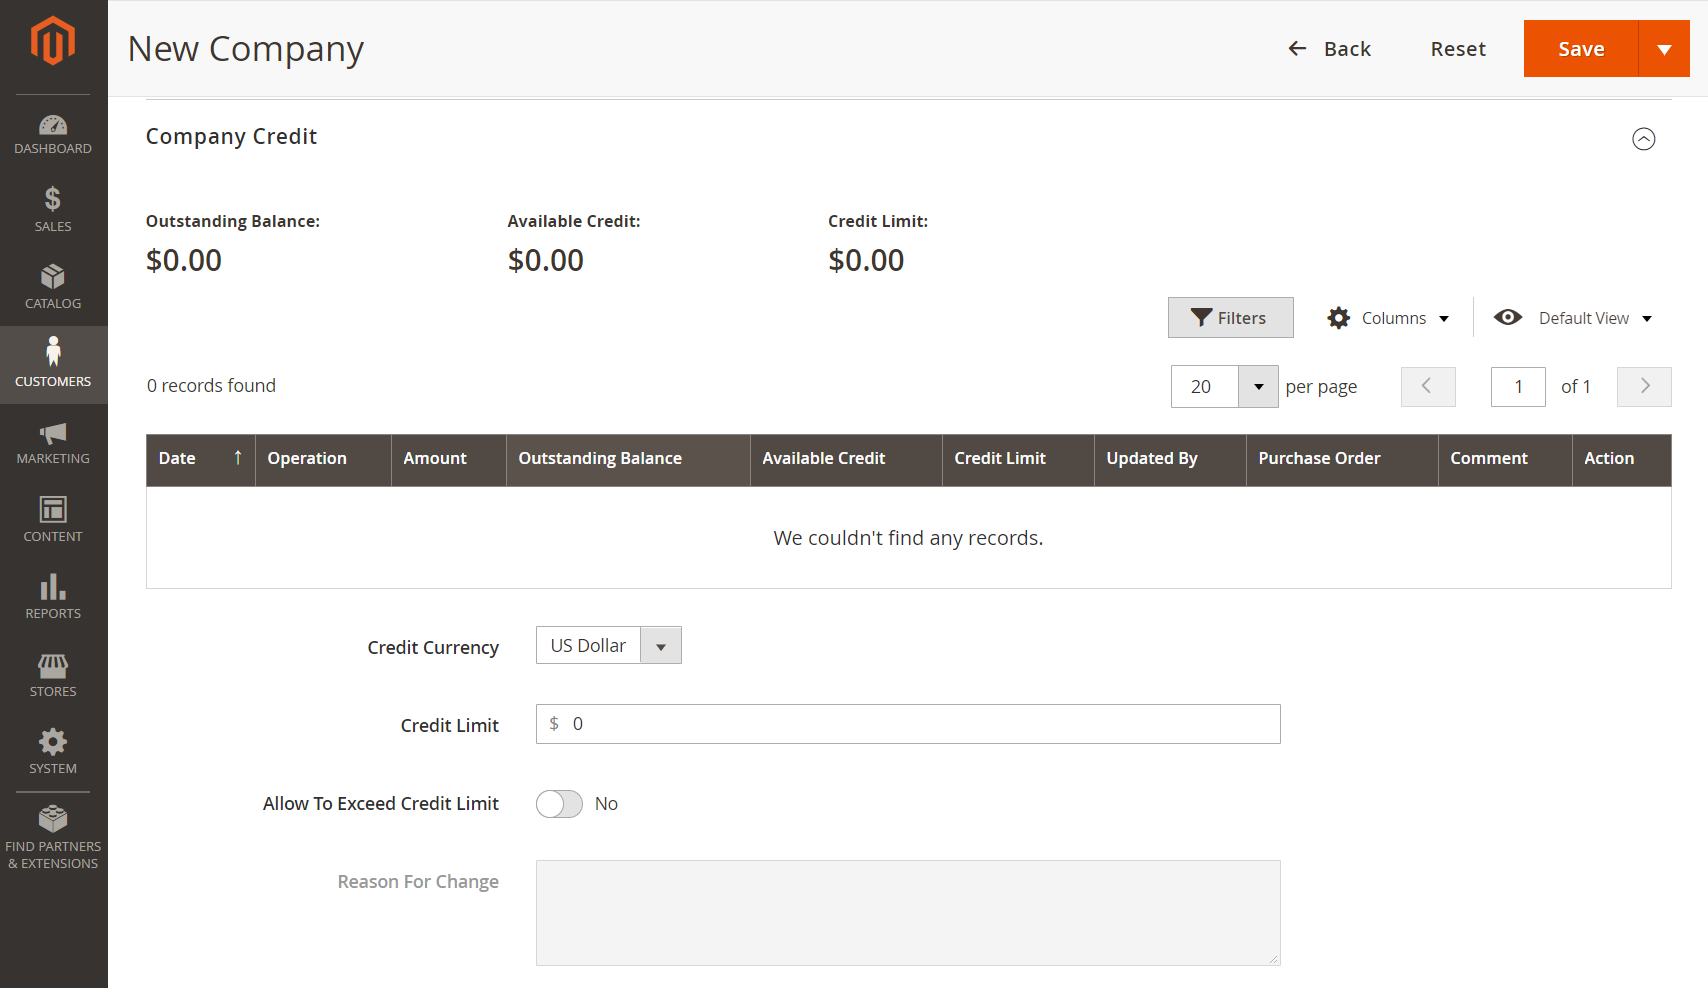 New Company
Back
Reset
Save
DASHBOARD
SALES
CATALOG
CUSTOMERS
MARKETING
CONTENT
REPORTS
STORES
SYSTEM
FIND PARTNERS
& EXTENSIONS
Company Credit
Outstanding Balance: Available Credit: Credit Limit:
$0.00 $0.00 $0.00
Filters Columns Default View
0 records found 20 per page 1 of 1
Date ↑ Operation Amount Outstanding Balance Available Credit Credit Limit Updated By Purchase Order Comment Action
We couldn't find any records.
Credit Currency US Dollar
Credit Limit $ 0
Allow To Exceed Credit Limit No
Reason For Change